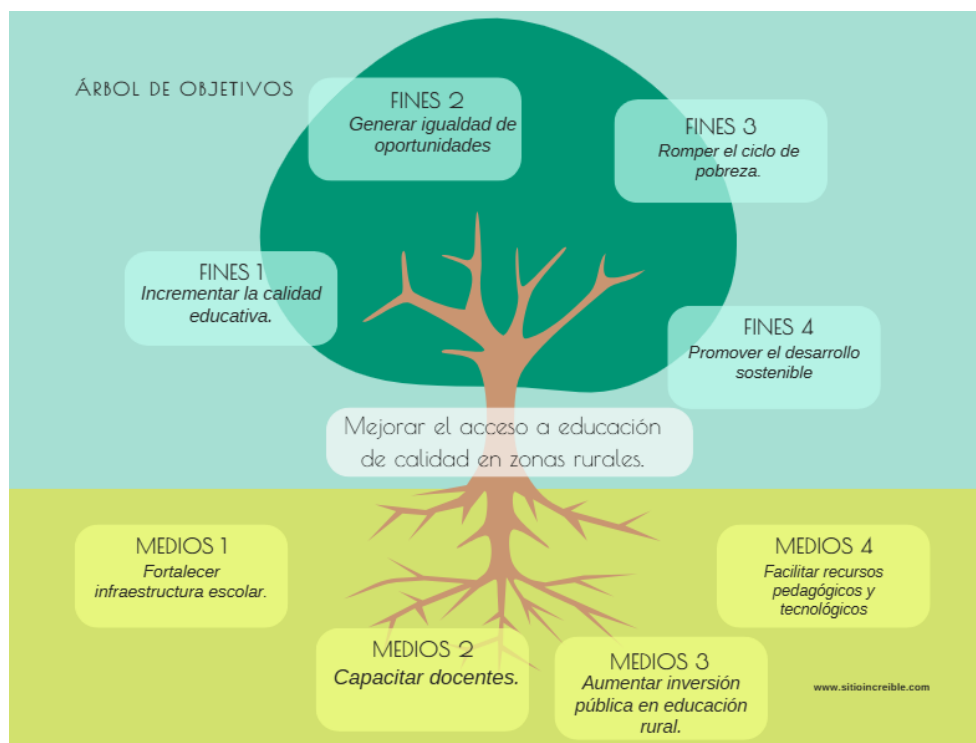 ÁRBOL DE OBJETIVOS
FINES 2
Generar igualdad de
oportunidades
FINES 3
Romper el ciclo de
pobreza.
FINES 1
Incrementar la calidad
educativa.
FINES 4
Promover el desarrollo
sostenible
Mejorar el acceso a educación
de calidad en zonas rurales.
MEDIOS 1
Fortalecer
infraestructura escolar.
MEDIOS 4
Facilitar recursos
pedagógicos y
tecnológicos
MEDIOS 2
Capacitar docentes.
MEDIOS 3
Aumentar inversión
pública en educación
rural.
www.sitioincreible.com